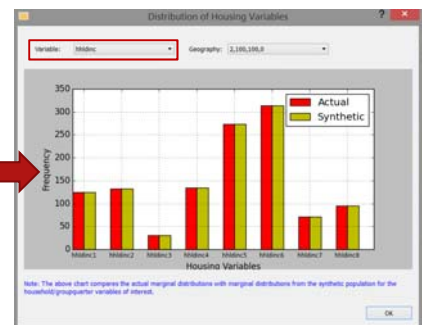 Distribution of Housing Variables
?
Variable: hhldinc
Geography: 2,100,100,0
350
300
250
200
150
100
50
0
Frequency
Actual
Synthetic
hhldinc1 hhldinc2 hhldinc3 hhldinc4 hhldinc5 hhldinc6 hhldinc7 hhldinc8
Housing Variables
Note: The above chart compares the actual marginal distributions with marginal distributions from the synthetic population for the
household/groupquarter variables of interest.
OK